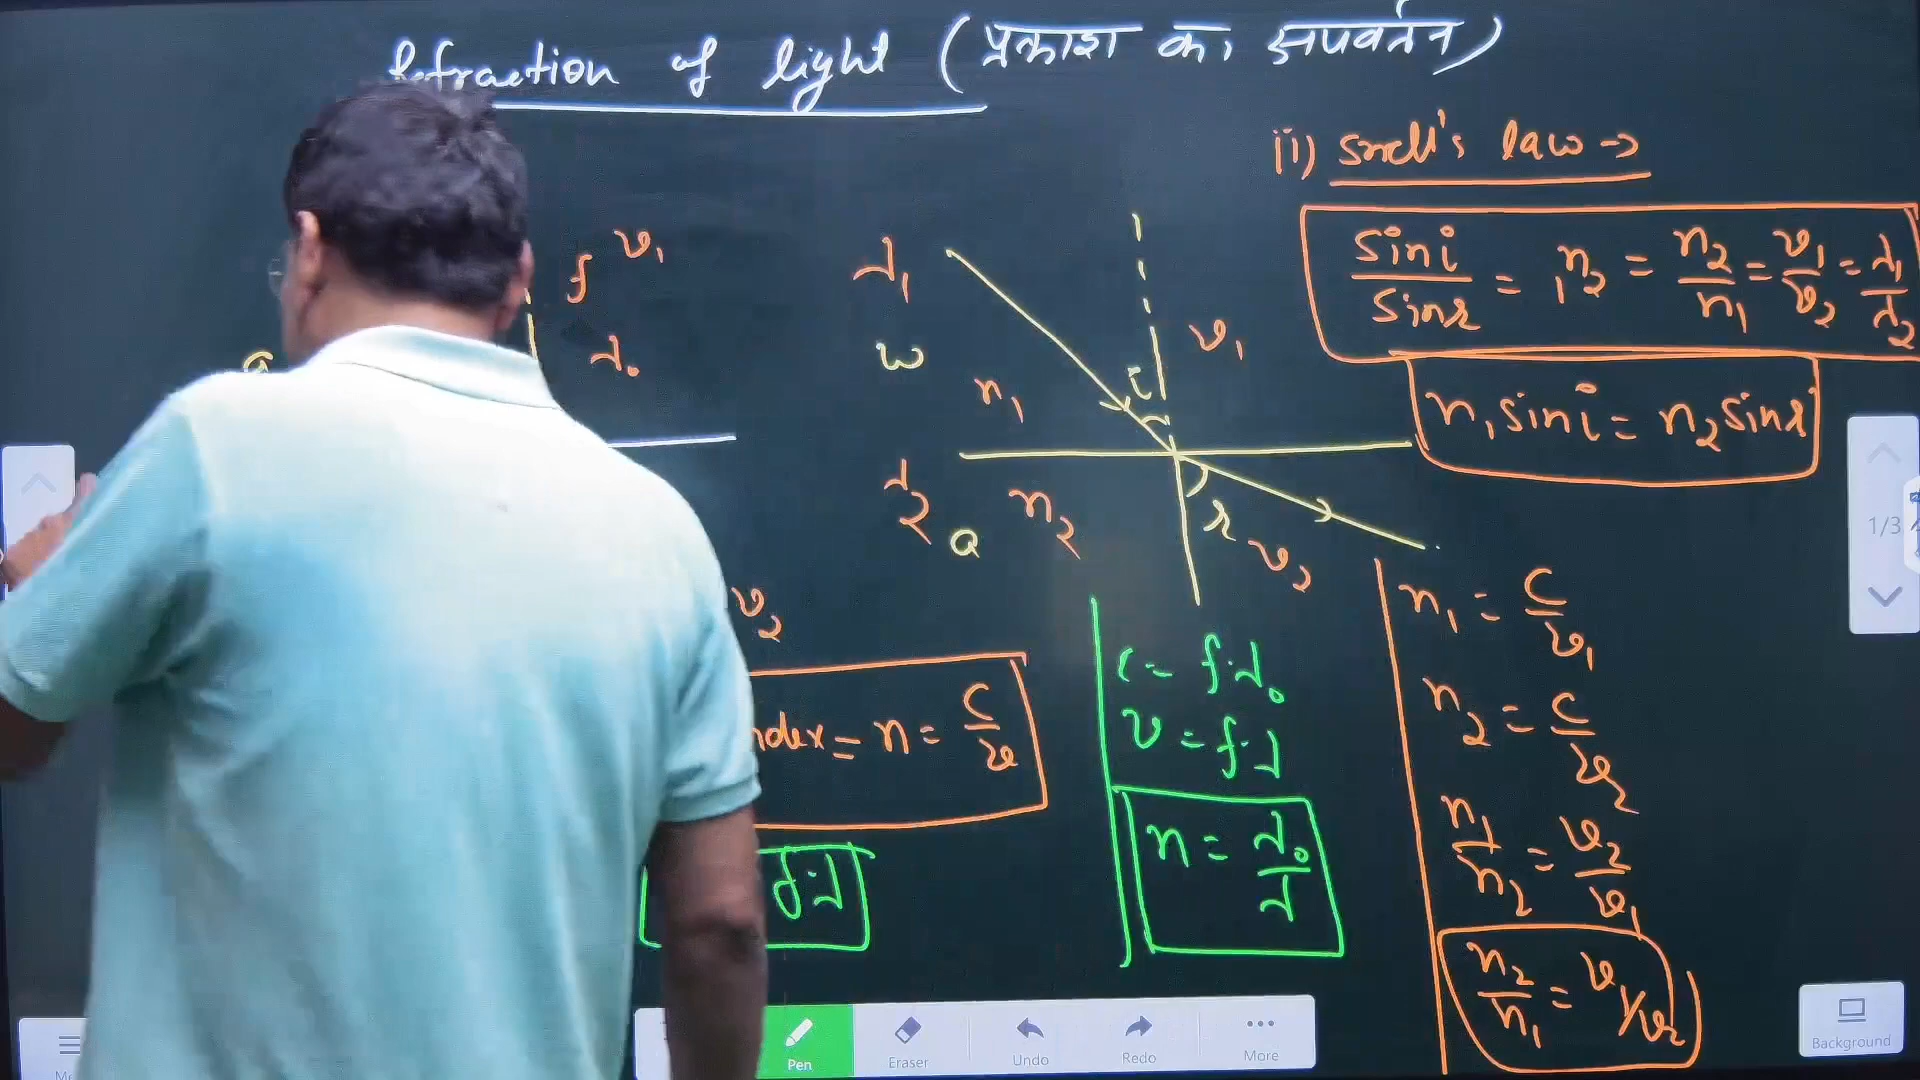 Refraction of light (प्रकाश का अपवर्तन)
ii) Snell's law →
sin i / sin r = ₁n₂ = n₂/n₁ = v₁/v₂ = λ₁/λ₂
n₁ sin i = n₂ sin r
f v₁
λ₀
a
λ₁
w
n₁
i
v₁
λ₂
a
n₂
r
v₂
v₂
ndex = n = c/v
f·λ
c = f·λ₀
v = f·λ
n = λ₀/λ
n₁ = c/v₁
n₂ = c/v₂
n₁/n₂ = v₂/v₁
n₂/n₁ = v₁/v₂
1/3
Pen
Eraser
Undo
Redo
More
Background